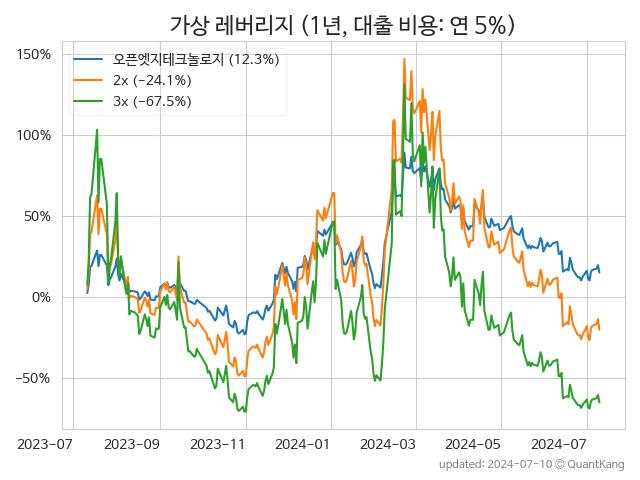 가상 레버리지 (1년, 대출 비용: 연 5%)
오픈엣지테크놀로지 (12.3%)
2x (−24.1%)
3x (−67.5%)
150%
100%
50%
0%
−50%
2023-07 2023-09 2023-11 2024-01 2024-03 2024-05 2024-07
updated: 2024-07-10 ⓒ QuantKang